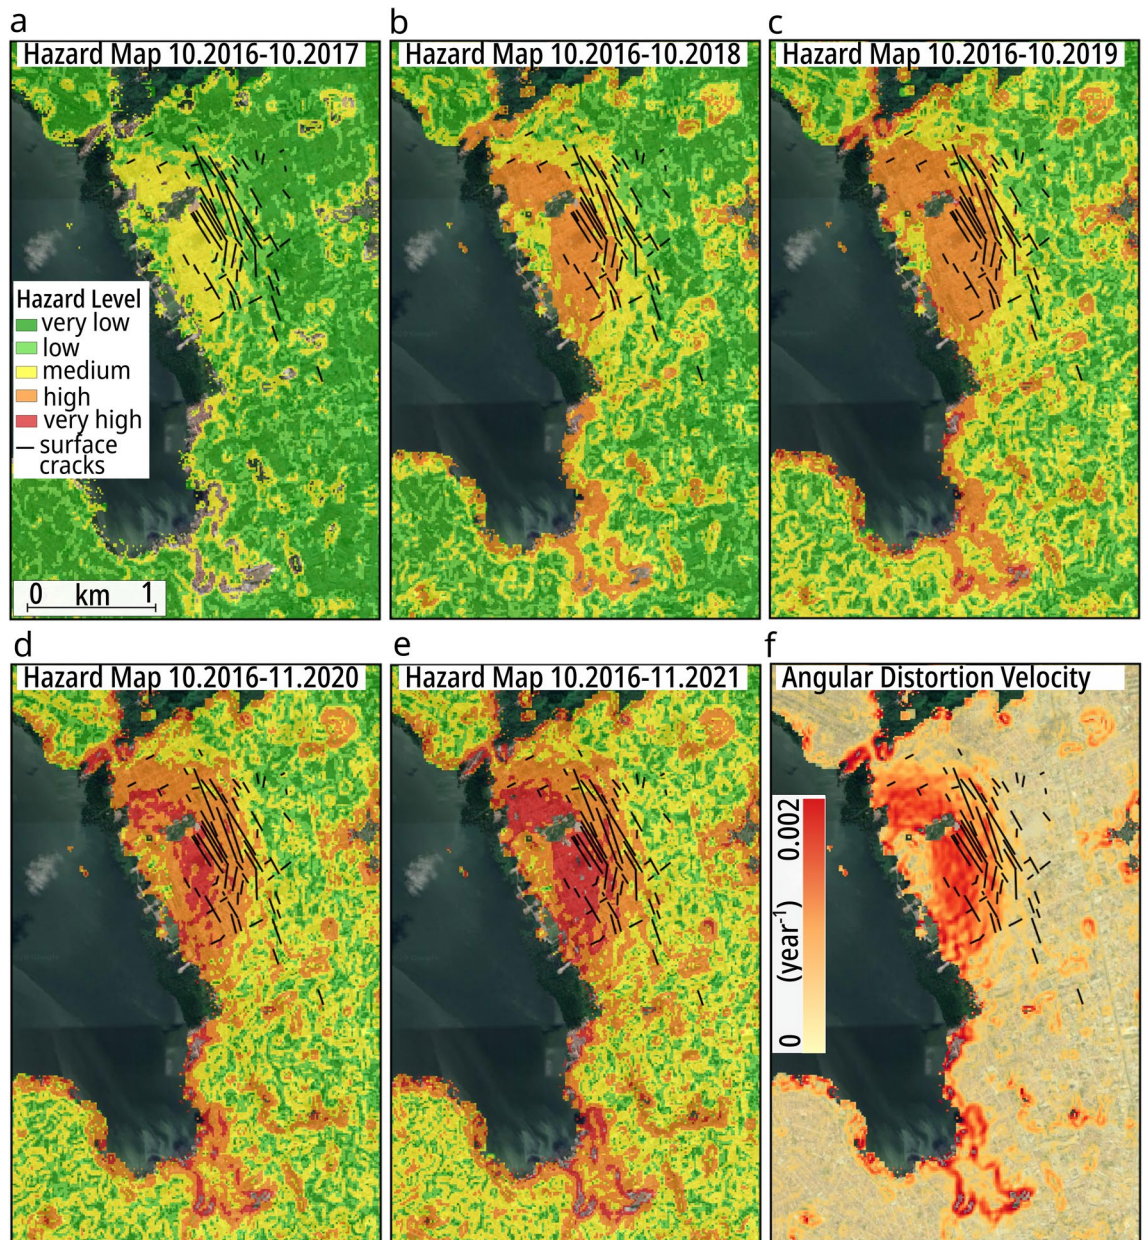 a
Hazard Map 10.2016-10.2017
b
Hazard Map 10.2016-10.2018
c
Hazard Map 10.2016-10.2019
Hazard Level
very low
low
medium
high
very high
surface
cracks
0 km 1
d
Hazard Map 10.2016-11.2020
e
Hazard Map 10.2016-11.2021
f
Angular Distortion Velocity
0 (year⁻¹) 0.002